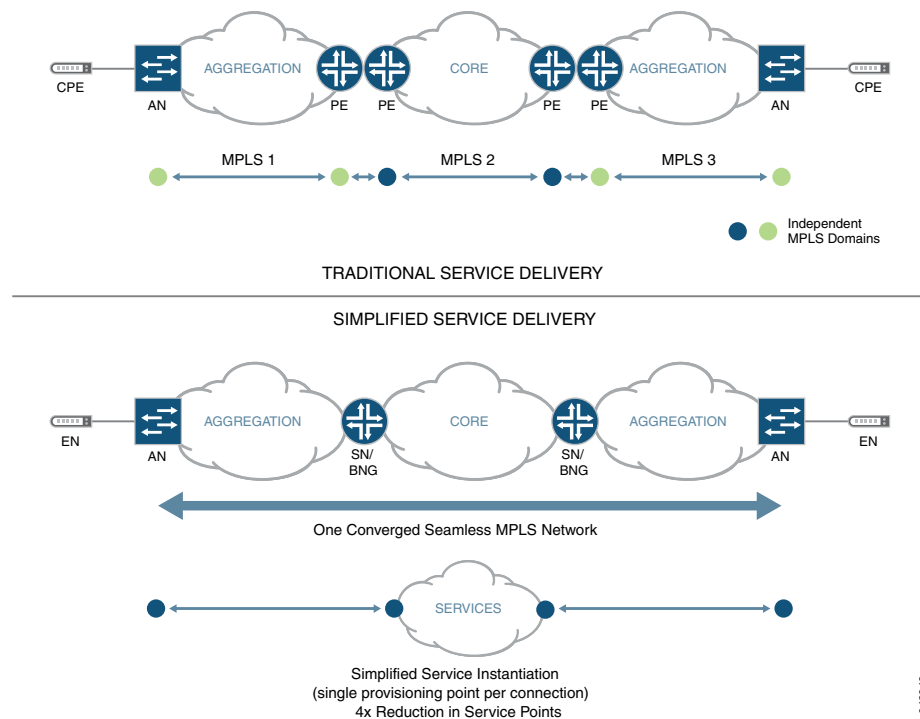 AGGREGATION
CORE
AGGREGATION
CPE
AN
PE
PE
PE
PE
AN
CPE
MPLS 1
MPLS 2
MPLS 3
Independent
MPLS Domains
TRADITIONAL SERVICE DELIVERY
SIMPLIFIED SERVICE DELIVERY
AGGREGATION
CORE
AGGREGATION
EN
AN
SN/
BNG
SN/
BNG
AN
EN
One Converged Seamless MPLS Network
SERVICES
Simplified Service Instantiation
(single provisioning point per connection)
4x Reduction in Service Points